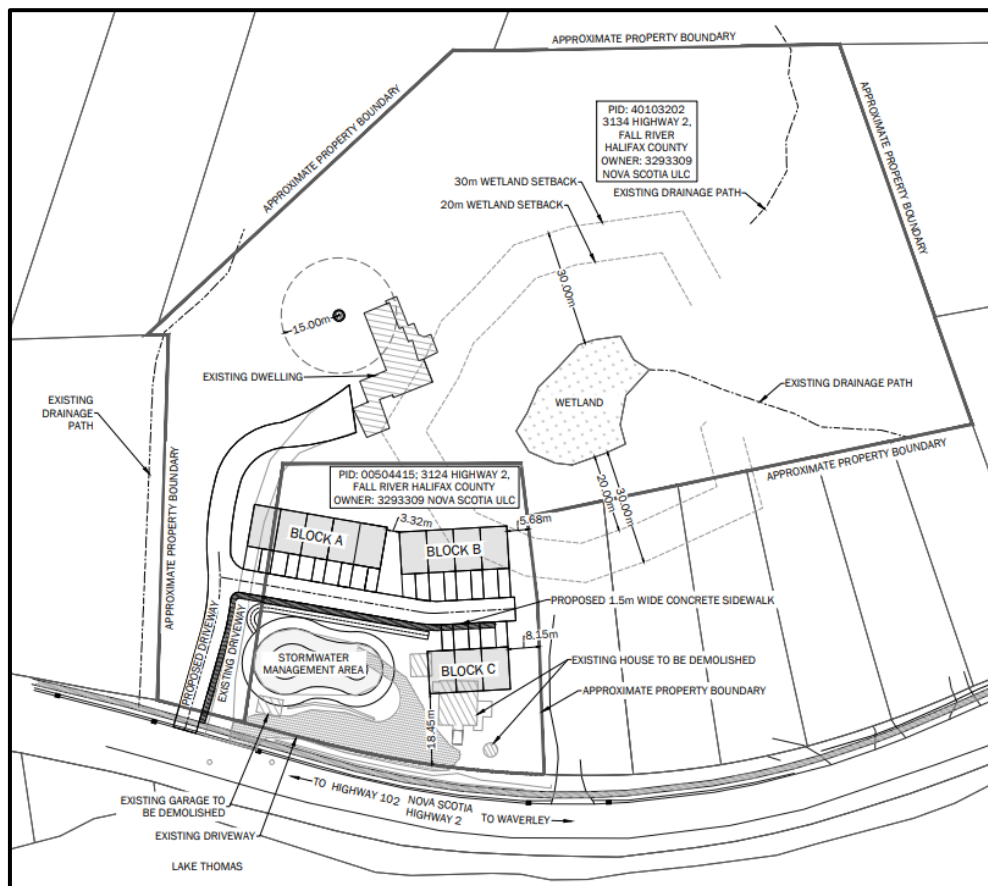 APPROXIMATE PROPERTY BOUNDARY
APPROXIMATE PROPERTY BOUNDARY
APPROXIMATE PROPERTY BOUNDARY
PID: 40103202
3134 HIGHWAY 2,
FALL RIVER
HALIFAX COUNTY
OWNER: 3293309
NOVA SCOTIA ULC
30m WETLAND SETBACK
EXISTING DRAINAGE PATH
20m WETLAND SETBACK
30.00m
15.00m
EXISTING DWELLING
EXISTING DRAINAGE PATH
WETLAND
EXISTING
DRAINAGE
PATH
APPROXIMATE PROPERTY BOUNDARY
APPROXIMATE PROPERTY BOUNDARY
PID: 00504415; 3124 HIGHWAY 2,
FALL RIVER HALIFAX COUNTY
OWNER: 3293309 NOVA SCOTIA ULC
20.00m
30.00m
3.32m
5.68m
BLOCK A
BLOCK B
PROPOSED 1.5m WIDE CONCRETE SIDEWALK
PROPOSED DRIVEWAY
EXISTING DRIVEWAY
8.15m
STORMWATER
MANAGEMENT AREA
EXISTING HOUSE TO BE DEMOLISHED
BLOCK C
APPROXIMATE PROPERTY BOUNDARY
18.45m
TO HIGHWAY 102
NOVA SCOTIA
HIGHWAY 2
TO WAVERLEY
EXISTING GARAGE TO
BE DEMOLISHED
EXISTING DRIVEWAY
LAKE THOMAS